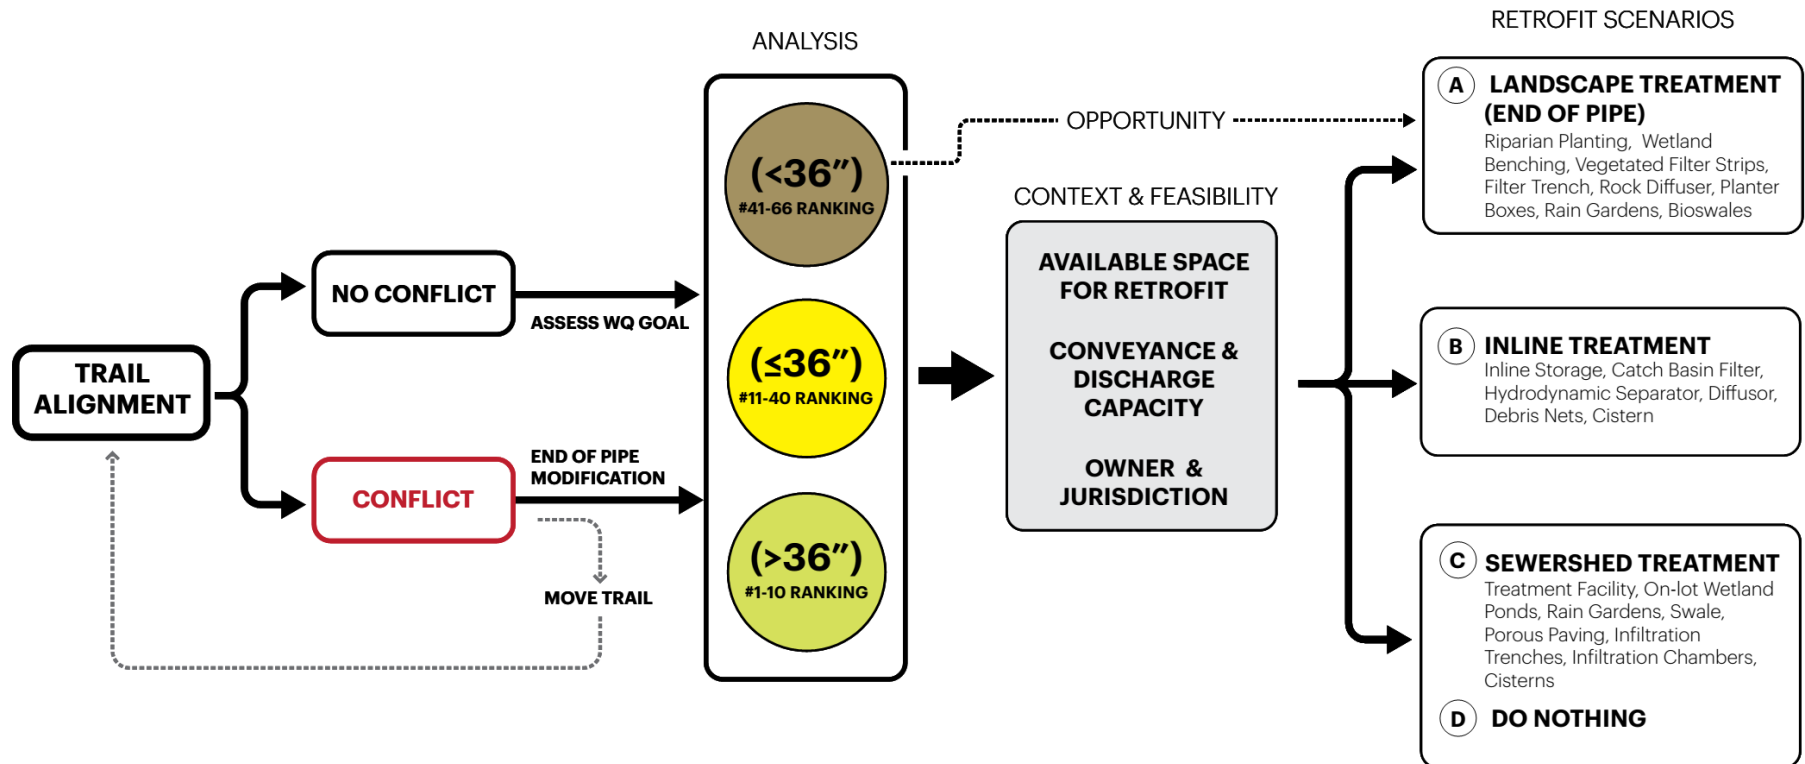 TRAIL
ALIGNMENT
NO CONFLICT
ASSESS WQ GOAL
CONFLICT
END OF PIPE
MODIFICATION
MOVE TRAIL
ANALYSIS
(<36″)
#41-66 RANKING
(≤36″)
#11-40 RANKING
(>36″)
#1-10 RANKING
OPPORTUNITY
CONTEXT & FEASIBILITY
AVAILABLE SPACE
FOR RETROFIT
CONVEYANCE &
DISCHARGE
CAPACITY
OWNER &
JURISDICTION
RETROFIT SCENARIOS
A LANDSCAPE TREATMENT
(END OF PIPE)
Riparian Planting, Wetland
Benching, Vegetated Filter Strips,
Filter Trench, Rock Diffuser, Planter
Boxes, Rain Gardens, Bioswales
B INLINE TREATMENT
Inline Storage, Catch Basin Filter,
Hydrodynamic Separator, Diffusor,
Debris Nets, Cistern
C SEWERSHED TREATMENT
Treatment Facility, On-lot Wetland
Ponds, Rain Gardens, Swale,
Porous Paving, Infiltration
Trenches, Infiltration Chambers,
Cisterns
D DO NOTHING